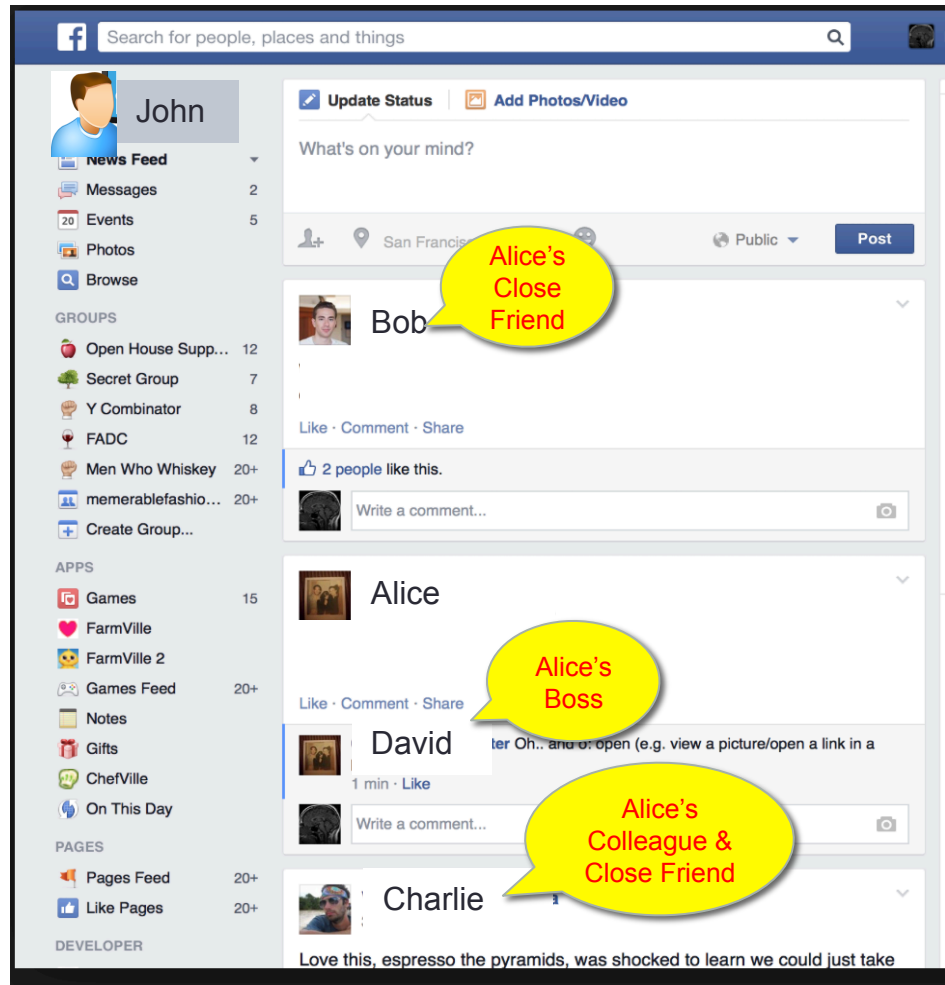 f Search for people, places and things
John
News Feed
Messages 2
20 Events 5
Photos
Browse
GROUPS
Open House Supp... 12
Secret Group 7
Y Combinator 8
FADC 12
Men Who Whiskey 20+
memerablefashio... 20+
Create Group...
APPS
Games 15
FarmVille
FarmVille 2
Games Feed 20+
Notes
Gifts
ChefVille
On This Day
PAGES
Pages Feed 20+
Like Pages 20+
DEVELOPER
Update Status Add Photos/Video
What's on your mind?
San Francisc Public Post
Alice's
Close
Friend
Bob
Like · Comment · Share
2 people like this.
Write a comment...
Alice
Alice's
Boss
Like · Comment · Share
David
ter Oh.. and o: open (e.g. view a picture/open a link in a
1 min · Like
Write a comment...
Alice's
Colleague &
Close Friend
Charlie
Love this, espresso the pyramids, was shocked to learn we could just take